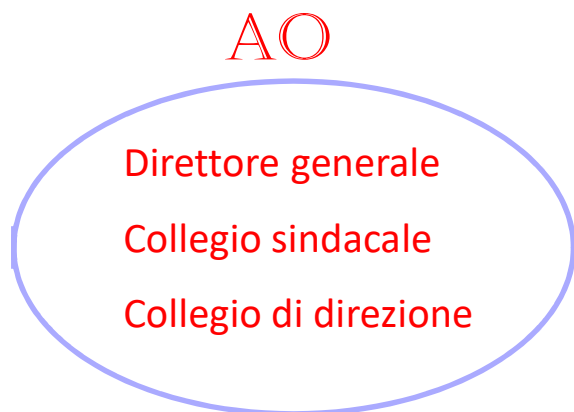 AO
Direttore generale
Collegio sindacale
Collegio di direzione